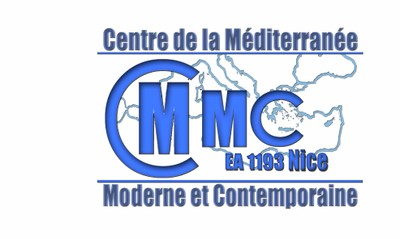 Centre de la Méditerranée
CMMC
EA 1193 Nice
Moderne et Contemporaine